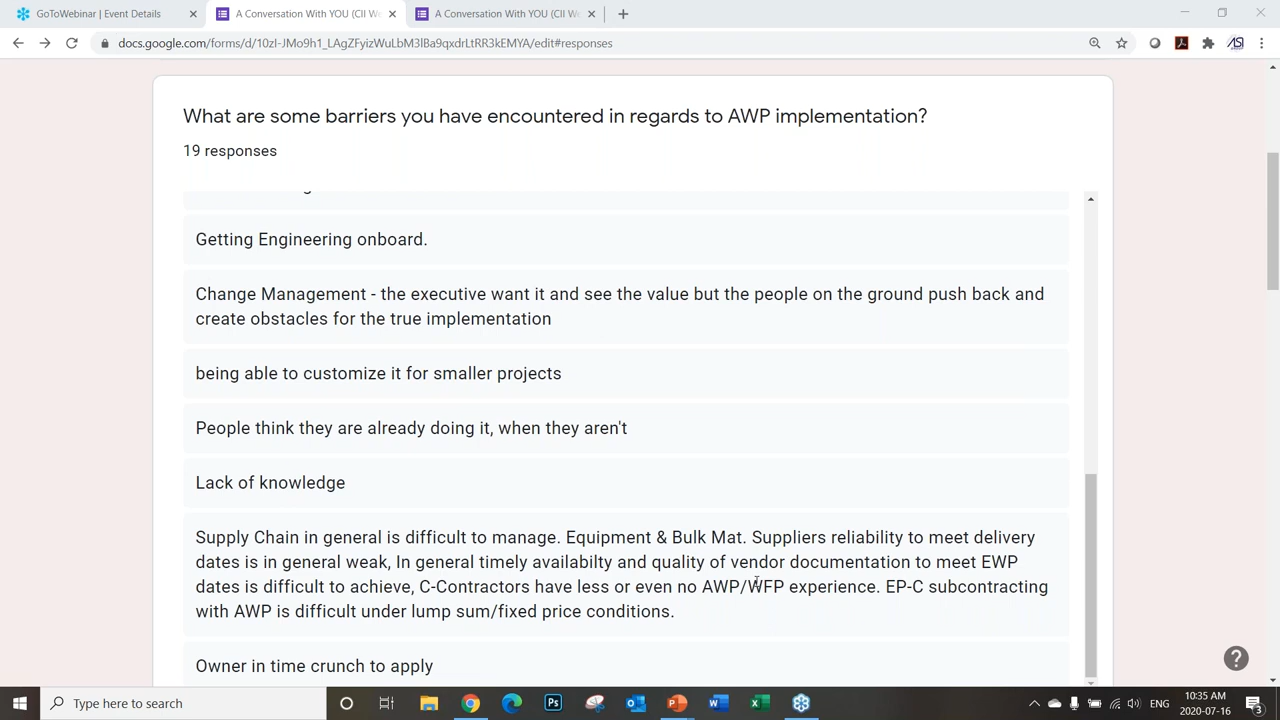 GoToWebinar | Event Details
A Conversation With YOU (CII We
A Conversation With YOU (CII We
docs.google.com/forms/d/10zI-JMo9h1_LAgZFyizWuLbM3lBa9qxdrLtRR3kEMYA/edit#responses
What are some barriers you have encountered in regards to AWP implementation?
19 responses
Getting Engineering onboard.
Change Management - the executive want it and see the value but the people on the ground push back and
create obstacles for the true implementation
being able to customize it for smaller projects
People think they are already doing it, when they aren't
Lack of knowledge
Supply Chain in general is difficult to manage. Equipment & Bulk Mat. Suppliers reliability to meet delivery
dates is in general weak, In general timely availabilty and quality of vendor documentation to meet EWP
dates is difficult to achieve, C-Contractors have less or even no AWP/WFP experience. EP-C subcontracting
with AWP is difficult under lump sum/fixed price conditions.
Owner in time crunch to apply
Type here to search
ENG
10:35 AM
2020-07-16
3